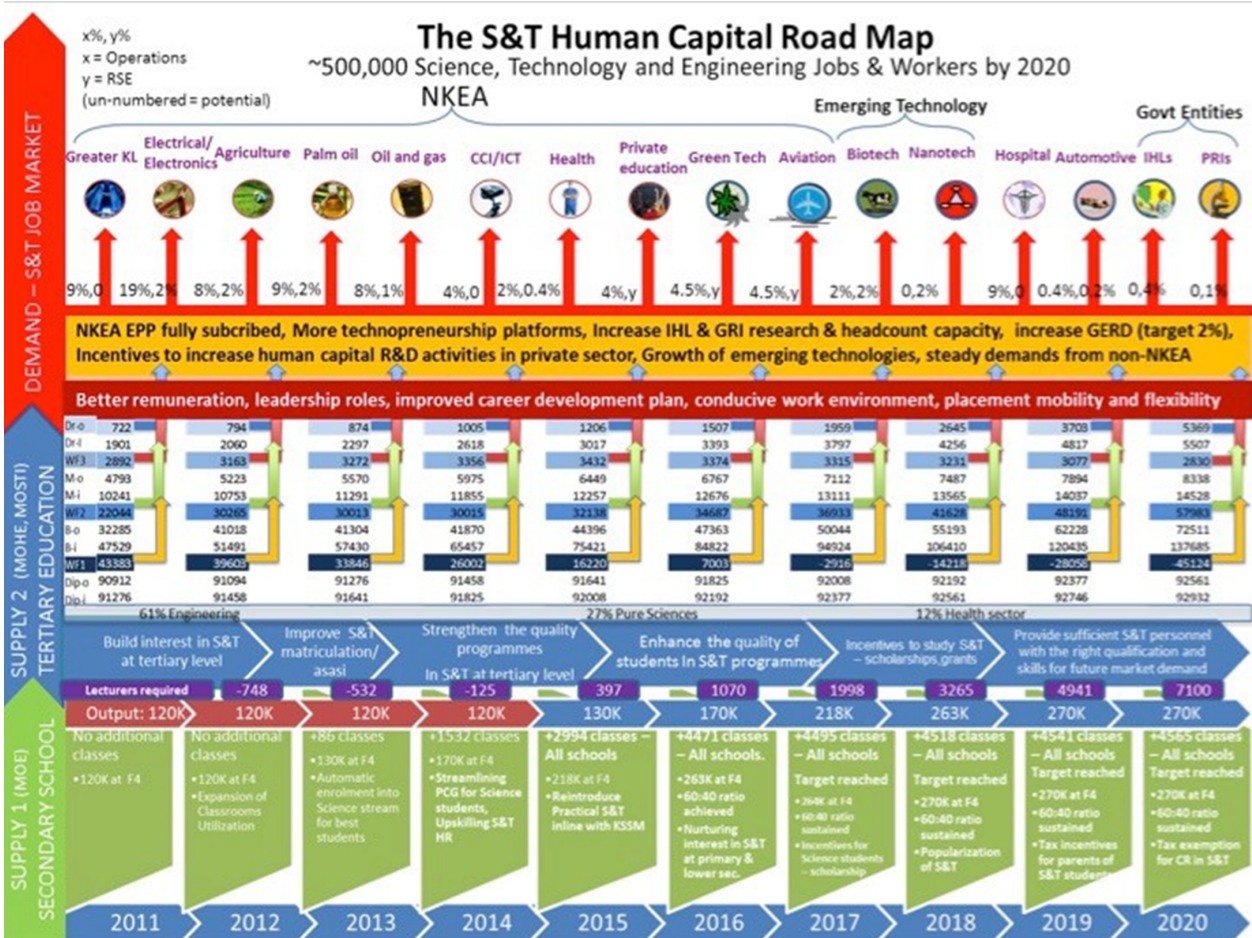 The S&T Human Capital Road Map
~500,000 Science, Technology and Engineering Jobs & Workers by 2020
x%, y%
x = Operations
y = RSE
(un-numbered = potential)
NKEA
Emerging Technology
Govt Entities
Greater KL
Electrical/
Electronics
Agriculture
Palm oil
Oil and gas
CCI/ICT
Health
Private
education
Green Tech
Aviation
Biotech
Nanotech
Hospital
Automotive
IHLs
PRIs
9%,0 19%,2% 8%,2% 9%,2% 8%,1% 4%,0 2%,0.4% 4%,y 4.5%,y 4.5%,y 2%,2% 0,2% 9%,0 0.4%,0.2% 0,4% 0,1%
NKEA EPP fully subcribed, More technopreneurship platforms, Increase IHL & GRI research & headcount capacity, increase GERD (target 2%),
Incentives to increase human capital R&D activities in private sector, Growth of emerging technologies, steady demands from non-NKEA
Better remuneration, leadership roles, improved career development plan, conducive work environment, placement mobility and flexibility
DEMAND – S&T JOB MARKET
Dr-o 722 794 874 1005 1206 1507 1959 2645 3703 5369
Dr-i 1901 2060 2297 2618 3017 3393 3797 4256 4817 5507
WF3 2892 3163 3272 3356 3432 3374 3315 3231 3077 2830
M-o 4793 5223 5570 5975 6449 6767 7112 7487 7894 8338
M-i 10241 10753 11291 11855 12257 12676 13111 13565 14037 14528
WF2 22044 30265 30013 30015 32138 34687 36933 41628 48191 57983
B-o 32285 41018 41304 41870 44396 47363 50044 55193 62228 72511
B-i 47529 51491 57430 65457 75421 84822 94924 106410 120435 137685
WF1 43383 39603 33846 26002 16220 7003 -2916 -14218 -28058 -45124
Dip-o 90912 91094 91276 91458 91641 91825 92008 92192 92377 92561
Dip-i 91276 91458 91641 91825 92008 92192 92377 92561 92746 92932
61% Engineering 27% Pure Sciences 12% Health sector
SUPPLY 2 (MOHE, MOSTI)
TERTIARY EDUCATION
Build interest in S&T
at tertiary level
Improve S&T
matriculation/
asasi
Strengthen the quality
programmes
In S&T at tertiary level
Enhance the quality of
students In S&T programmes
Incentives to study S&T
– scholarships,grants
Provide sufficient S&T personnel
with the right qualification and
skills for future market demand
Lecturers required -748 -532 -125 397 1070 1998 3265 4941 7100
Output: 120K 120K 120K 120K 130K 170K 218K 263K 270K 270K
SUPPLY 1 (MOE)
SECONDARY SCHOOL
No additional
classes
•120K at F4
No additional
classes
•120K at F4
•Expansion of
Classrooms
Utilization
+86 classes
•130K at F4
•Automatic
enrolment into
Science stream
for best
students
+1532 classes
•170K at F4
•Streamlining
PCG for Science
students,
Upskilling S&T
HR
+2994 classes –
All schools
•218K at F4
•Reintroduce
Practical S&T
inline with KSSM
+4471 classes
– All schools.
•263K at F4
•60:40 ratio
achieved
•Nurturing
interest in S&T
at primary &
lower sec.
+4495 classes
– All schools
Target reached
•264K at F4
•60:40 ratio
sustained
•Incentives for
Science students
– scholarship
+4518 classes
– All schools
Target reached
•270K at F4
•60:40 ratio
sustained
•Popularization
of S&T
+4541 classes
– All schools
Target reached
•270K at F4
•60:40 ratio
sustained
•Tax incentives
for parents of
S&T students
+4565 classes
– All schools
Target reached
•270K at F4
•60:40 ratio
sustained
•Tax exemption
for CR in S&T
2011 2012 2013 2014 2015 2016 2017 2018 2019 2020